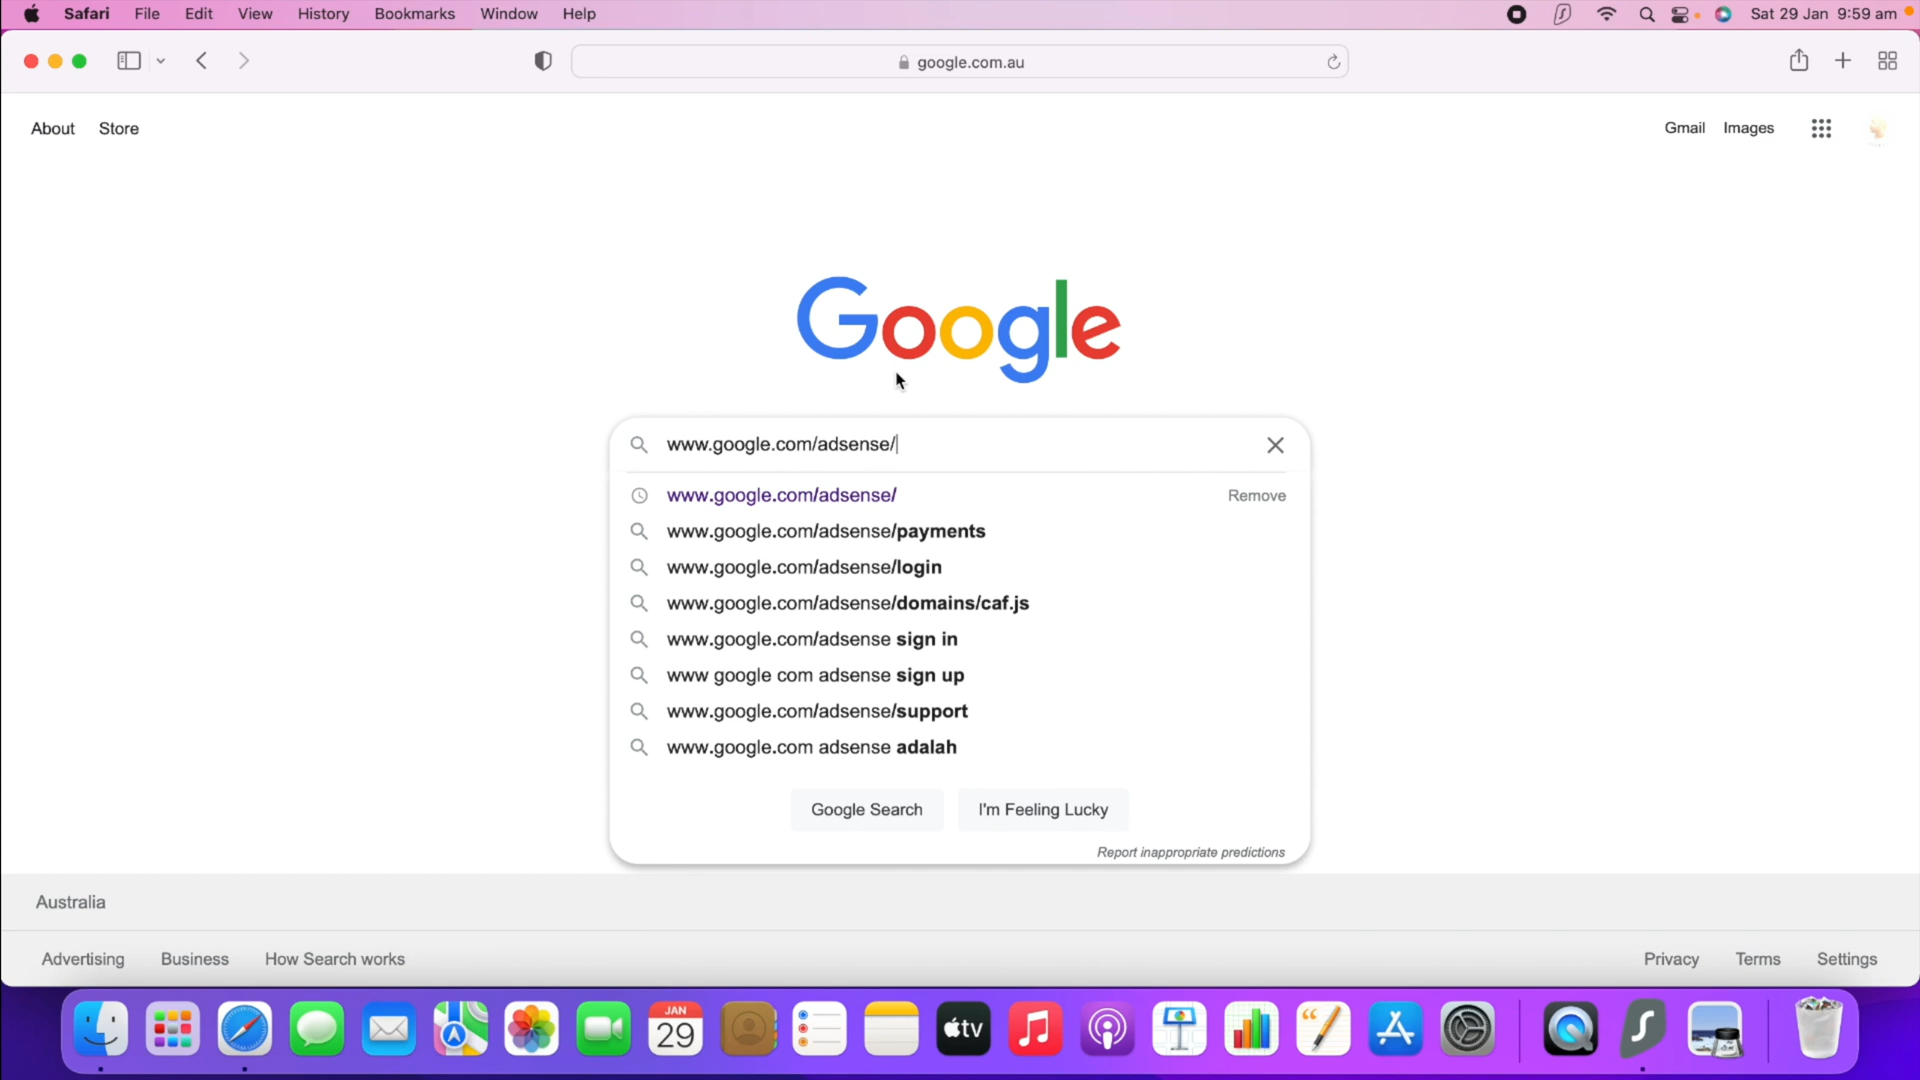 Safari File Edit View History Bookmarks Window Help Sat 29 Jan 9:59 am
google.com.au
About Store Gmail Images
Google
www.google.com/adsense/
www.google.com/adsense/ Remove
www.google.com/adsense/payments
www.google.com/adsense/login
www.google.com/adsense/domains/caf.js
www.google.com/adsense sign in
www google com adsense sign up
www.google.com/adsense/support
www.google.com adsense adalah
Google Search I'm Feeling Lucky
Report inappropriate predictions
Australia
Advertising Business How Search works Privacy Terms Settings
JAN
29
tv